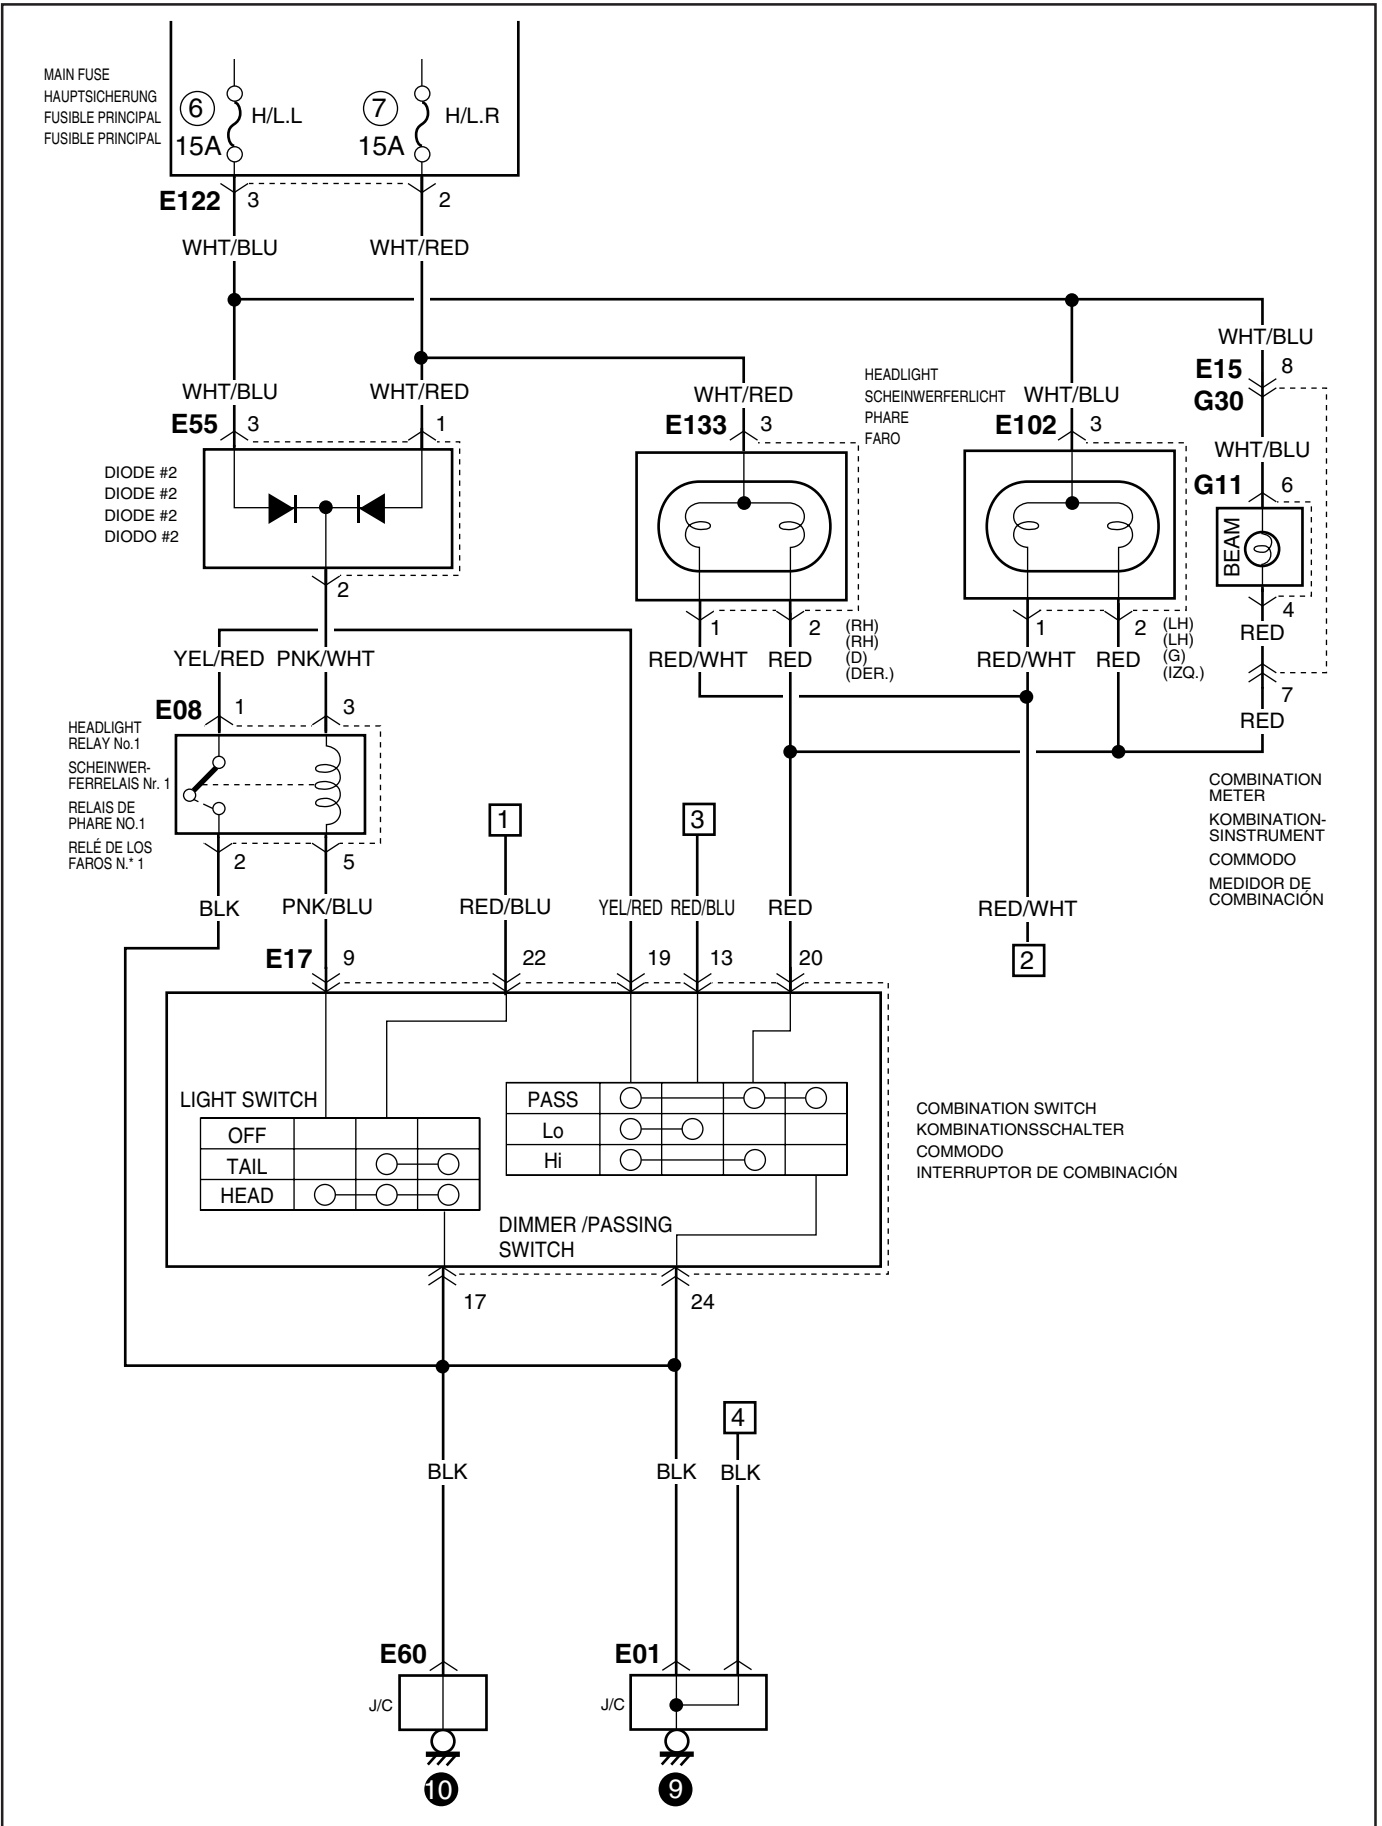 MAIN FUSE
HAUPTSICHERUNG
FUSIBLE PRINCIPAL
FUSIBLE PRINCIPAL
6
15A
H/L.L
7
15A
H/L.R
E122
3
2
WHT/BLU
WHT/RED
WHT/BLU
WHT/RED
E55
3
1
DIODE #2
DIODE #2
DIODE #2
DIODO #2
2
WHT/RED
E133
3
HEADLIGHT
SCHEINWERFERLICHT
PHARE
FARO
WHT/BLU
E102
3
WHT/BLU
E15
8
G30
WHT/BLU
G11
6
BEAM
4
RED
7
RED
1
2
(RH)
(RH)
(D)
(DER.)
RED/WHT
RED
1
2
(LH)
(LH)
(G)
(IZQ.)
RED/WHT
RED
YEL/RED
PNK/WHT
E08
1
3
HEADLIGHT
RELAY No.1
SCHEINWER-
FERRELAIS Nr. 1
RELAIS DE
PHARE NO.1
RELÉ DE LOS
FAROS N.* 1
2
5
COMBINATION
METER
KOMBINATION-
SINSTRUMENT
COMMODO
MEDIDOR DE
COMBINACIÓN
1
3
BLK
PNK/BLU
RED/BLU
YEL/RED
RED/BLU
RED
RED/WHT
2
E17
9
22
19
13
20
LIGHT SWITCH
OFF
TAIL
HEAD
PASS
Lo
Hi
DIMMER /PASSING
SWITCH
COMBINATION SWITCH
KOMBINATIONSSCHALTER
COMMODO
INTERRUPTOR DE COMBINACIÓN
17
24
4
BLK
BLK
BLK
E60
J/C
10
E01
J/C
9